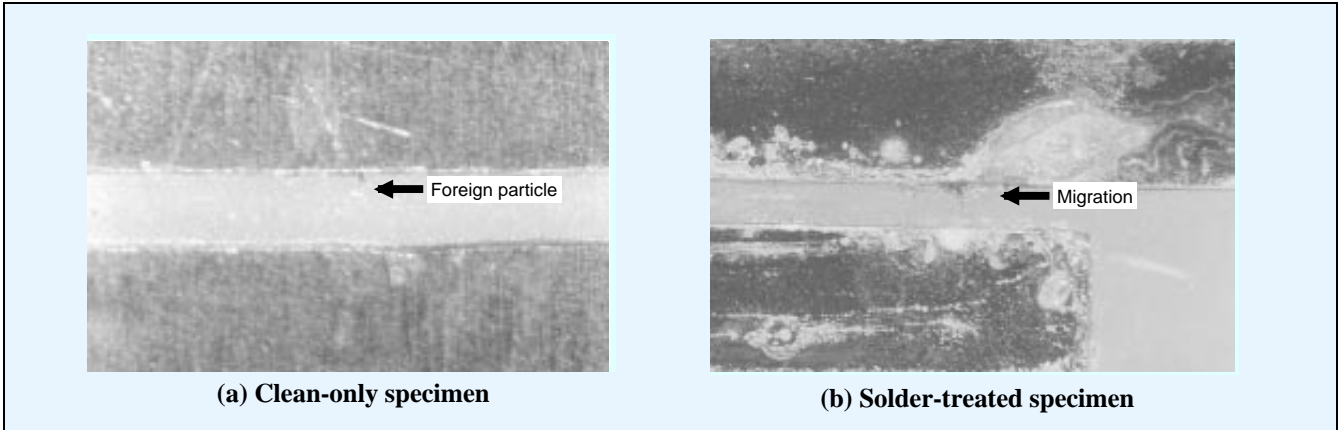 Foreign particle
Migration
(a) Clean-only specimen
(b) Solder-treated specimen